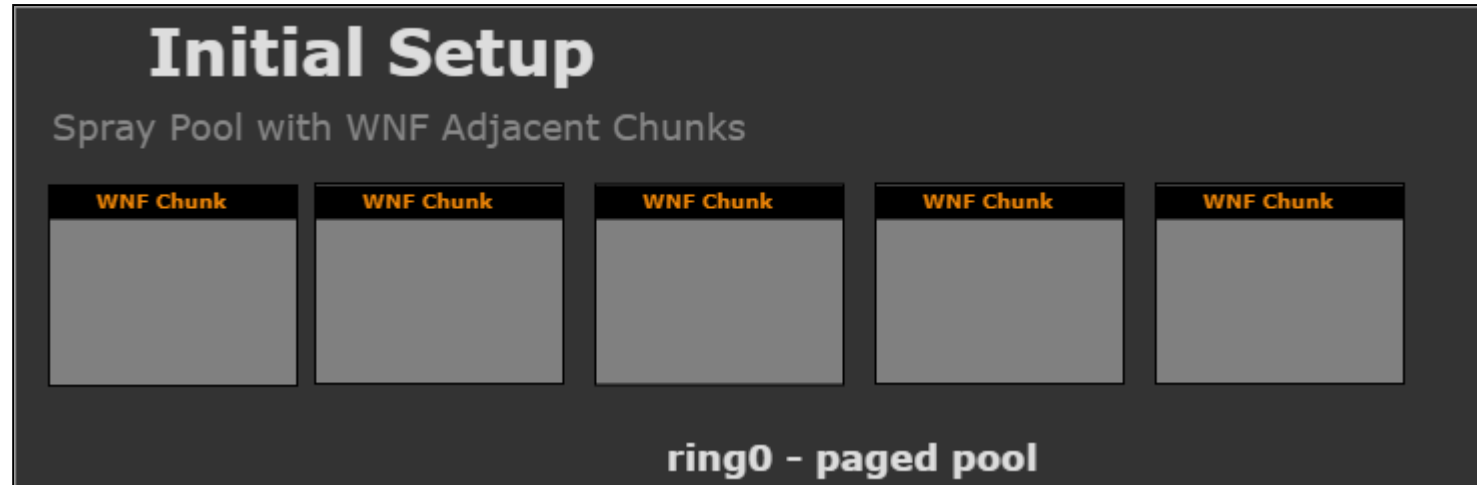 Initial Setup
Spray Pool with WNF Adjacent Chunks
WNF Chunk WNF Chunk WNF Chunk WNF Chunk WNF Chunk
ring0 - paged pool